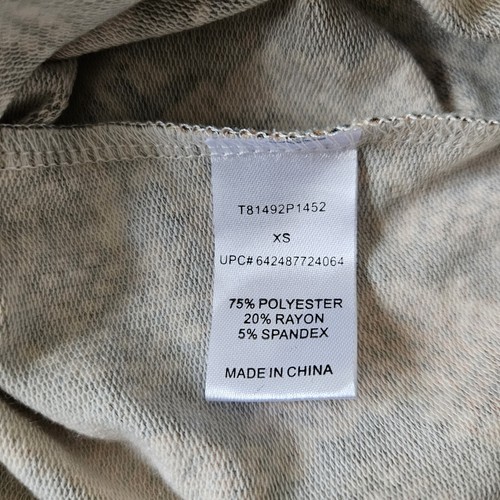 T81492P1452
XS
UPC# 642487724064
75% POLYESTER
20% RAYON
5% SPANDEX
MADE IN CHINA